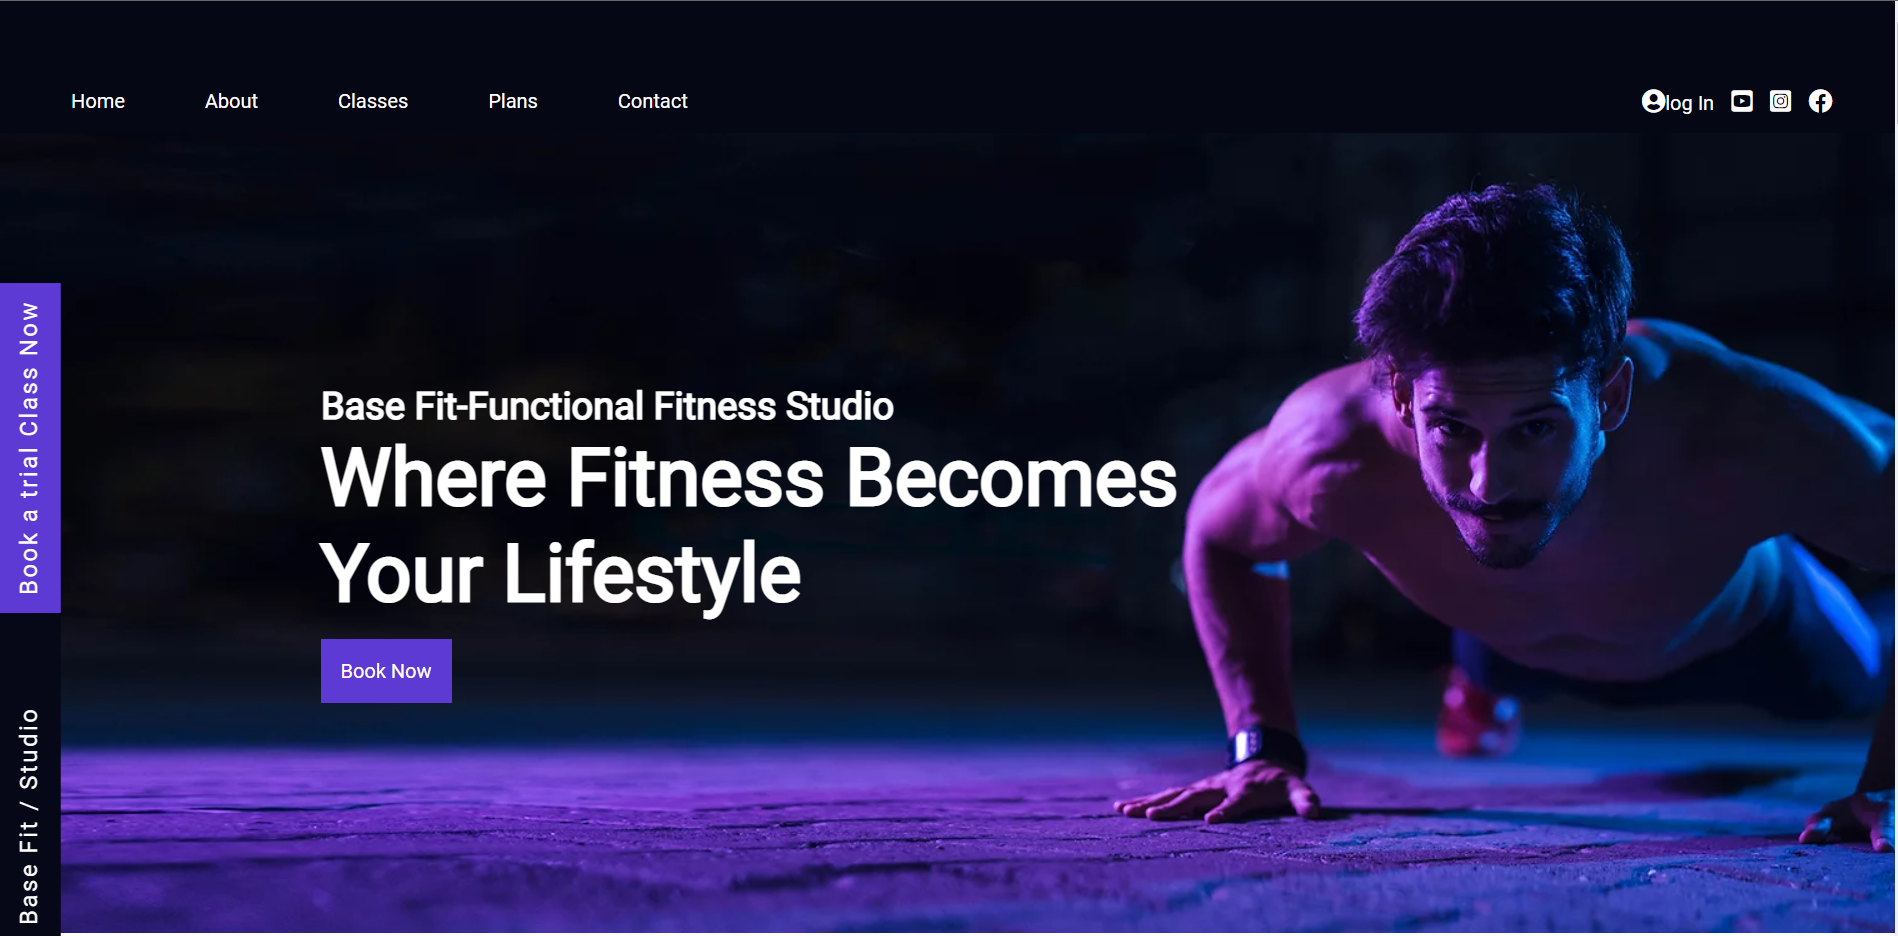 Home
About
Classes
Plans
Contact
log In
Book a trial Class Now
Base Fit-Functional Fitness Studio
Where Fitness Becomes
Your Lifestyle
Book Now
Base Fit / Studio